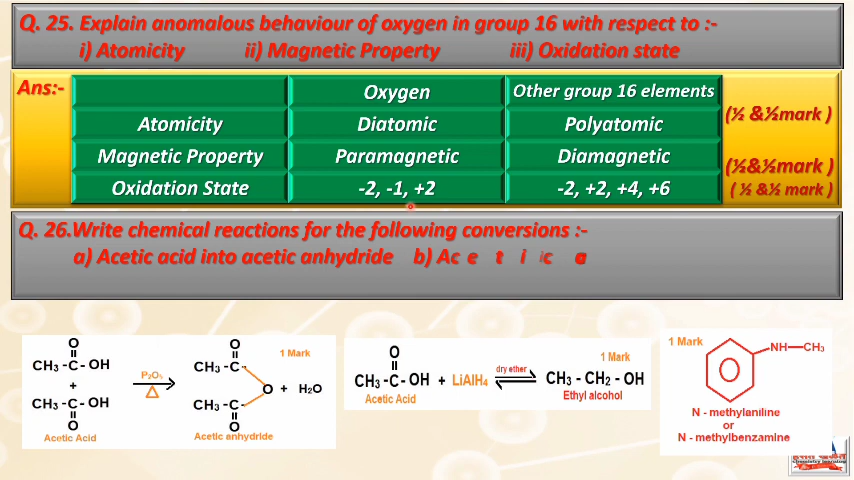 Q. 25. Explain anomalous behaviour of oxygen in group 16 with respect to :-
i) Atomicity ii) Magnetic Property iii) Oxidation state
Ans:-
Oxygen Other group 16 elements
Atomicity Diatomic Polyatomic (½ &½mark )
Magnetic Property Paramagnetic Diamagnetic (½&½mark )
Oxidation State -2, -1, +2 -2, +2, +4, +6 ( ½ &½ mark )
Q. 26.Write chemical reactions for the following conversions :-
a) Acetic acid into acetic anhydride b) Acetic a
O
CH₃ -C- OH
+
CH₃ -C- OH
O
Acetic Acid
P₂O₅
△
O
CH₃ -C-
O + H₂O
CH₃ -C-
O
Acetic anhydride
1 Mark
O
CH₃ -C- OH + LiAlH₄ dry ether CH₃ - CH₂ - OH
Acetic Acid Ethyl alcohol
1 Mark
1 Mark
NH—CH₃
N - methylaniline
or
N - methylbenzamine